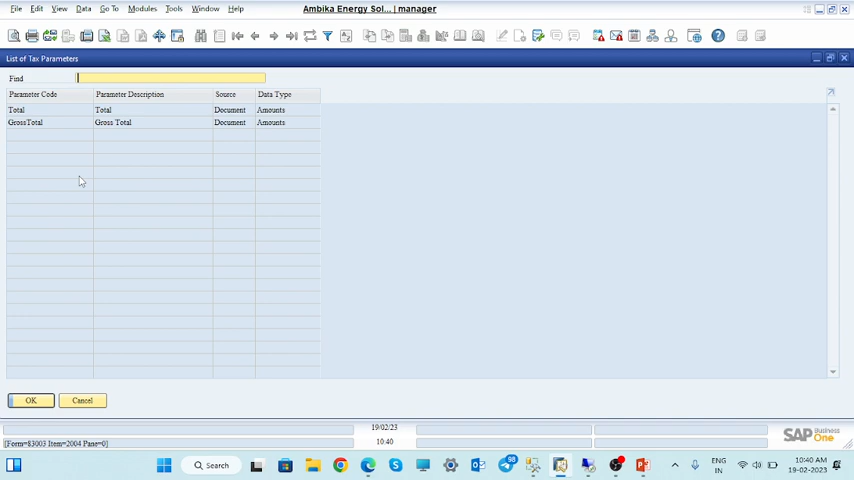 File Edit View Data Go To Modules Tools Window Help
Ambika Energy Sol... | manager
List of Tax Parameters
Find
Parameter Code Parameter Description Source Data Type
Total Total Document Amounts
GrossTotal Gross Total Document Amounts
OK Cancel
19/02/23
10:40
[Form=83003 Item=2004 Pane=0]
SAP Business One
Search
98
ENG
IN
10:40 AM
19-02-2023